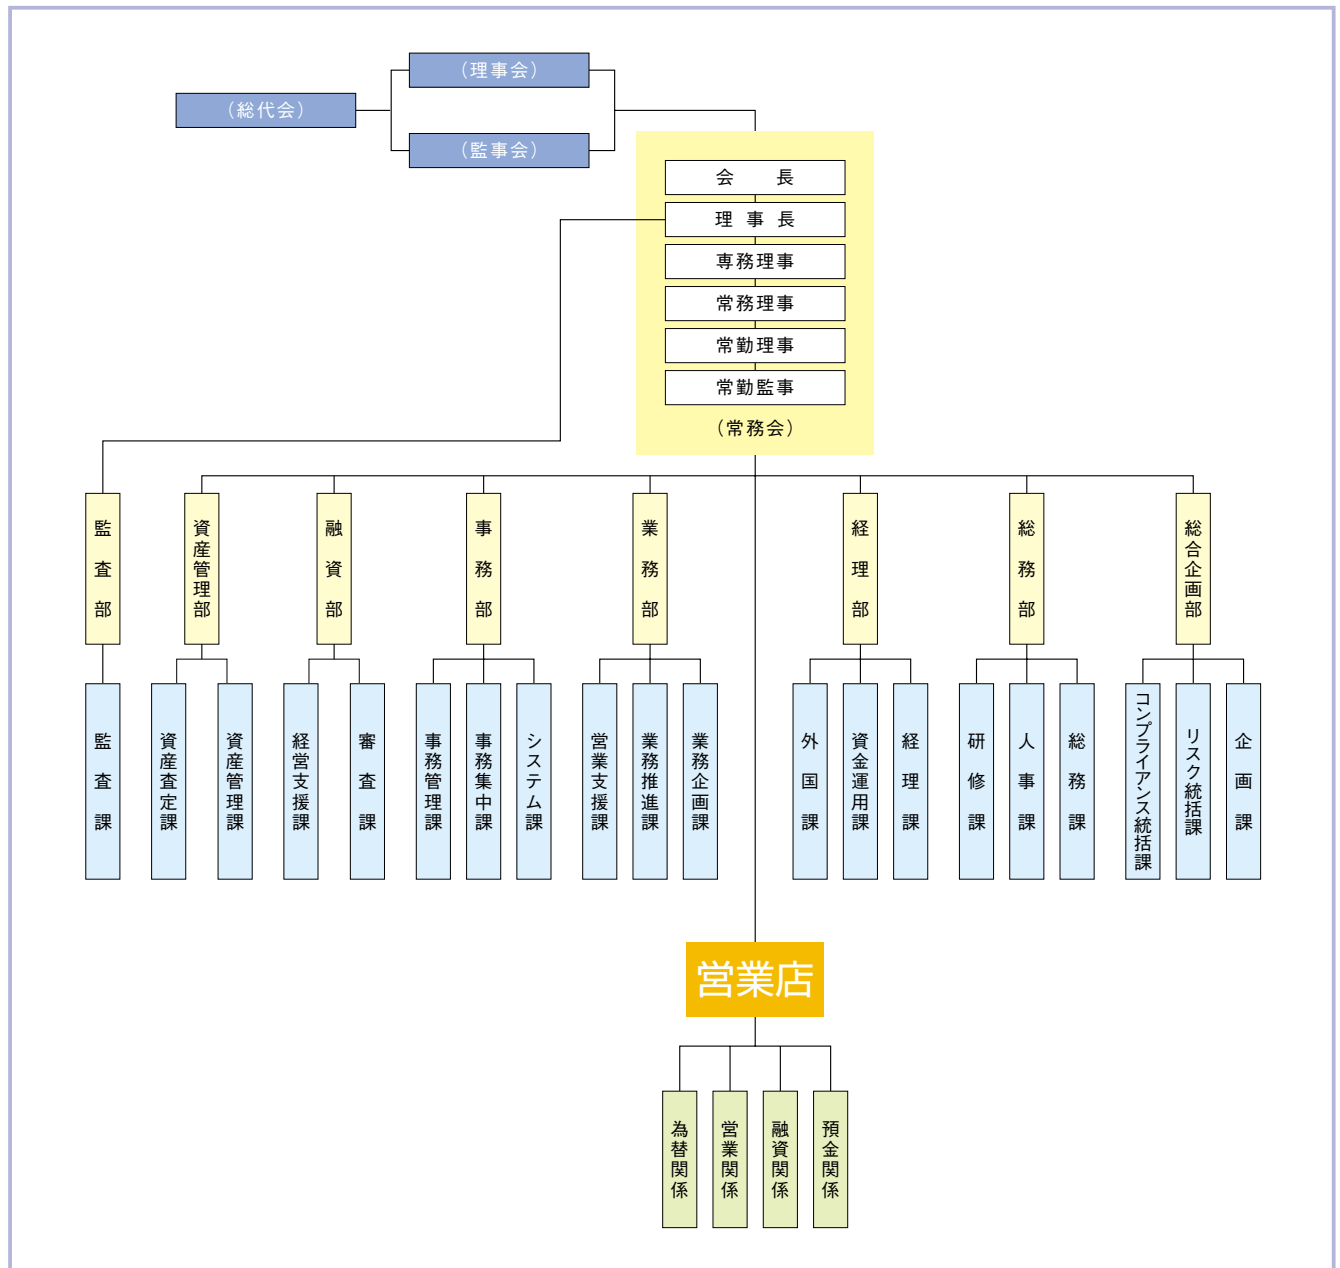 （理事会）
（総代会）
（監事会）
会　　長
理 事 長
専務理事
常務理事
常勤理事
常勤監事
（常務会）
監査部
資産管理部
融資部
事務部
業務部
経理部
総務部
総合企画部
監査課
資産査定課
資産管理課
経営支援課
審査課
事務管理課
事務集中課
システム課
営業支援課
業務推進課
業務企画課
外国課
資金運用課
経理課
研修課
人事課
総務課
コンプライアンス統括課
リスク統括課
企画課
営業店
為替関係
営業関係
融資関係
預金関係